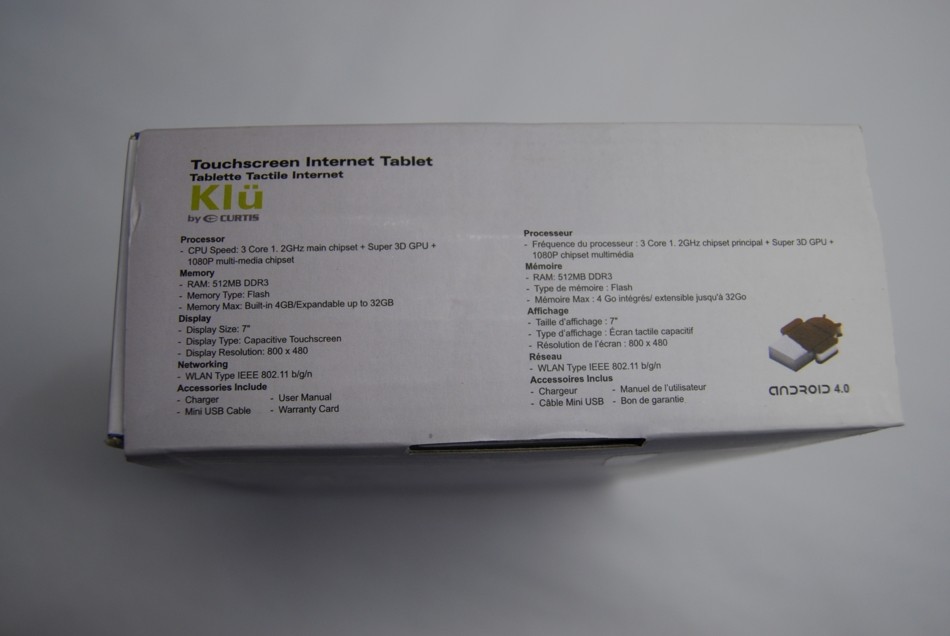 Touchscreen Internet Tablet
Tablette Tactile Internet
Klü
by CURTIS
Processor
- CPU Speed: 3 Core 1. 2GHz main chipset + Super 3D GPU +
1080P multi-media chipset
Memory
- RAM: 512MB DDR3
- Memory Type: Flash
- Memory Max: Built-in 4GB/Expandable up to 32GB
Display
- Display Size: 7"
- Display Type: Capacitive Touchscreen
- Display Resolution: 800 x 480
Networking
- WLAN Type IEEE 802.11 b/g/n
Accessories Include
- Charger - User Manual
- Mini USB Cable - Warranty Card
Processeur
- Fréquence du processeur : 3 Core 1. 2GHz chipset principal + Super 3D GPU +
1080P chipset multimédia
Mémoire
- RAM: 512MB DDR3
- Type de mémoire : Flash
- Mémoire Max : 4 Go intégrés/ extensible jusqu'à 32Go
Affichage
- Taille d'affichage : 7"
- Type d'affichage : Écran tactile capacitif
- Résolution de l'écran : 800 x 480
Réseau
- WLAN Type IEEE 802.11 b/g/n
Accessoires Inclus
- Chargeur - Manuel de l'utilisateur
- Câble Mini USB - Bon de garantie
ANDROID 4.0